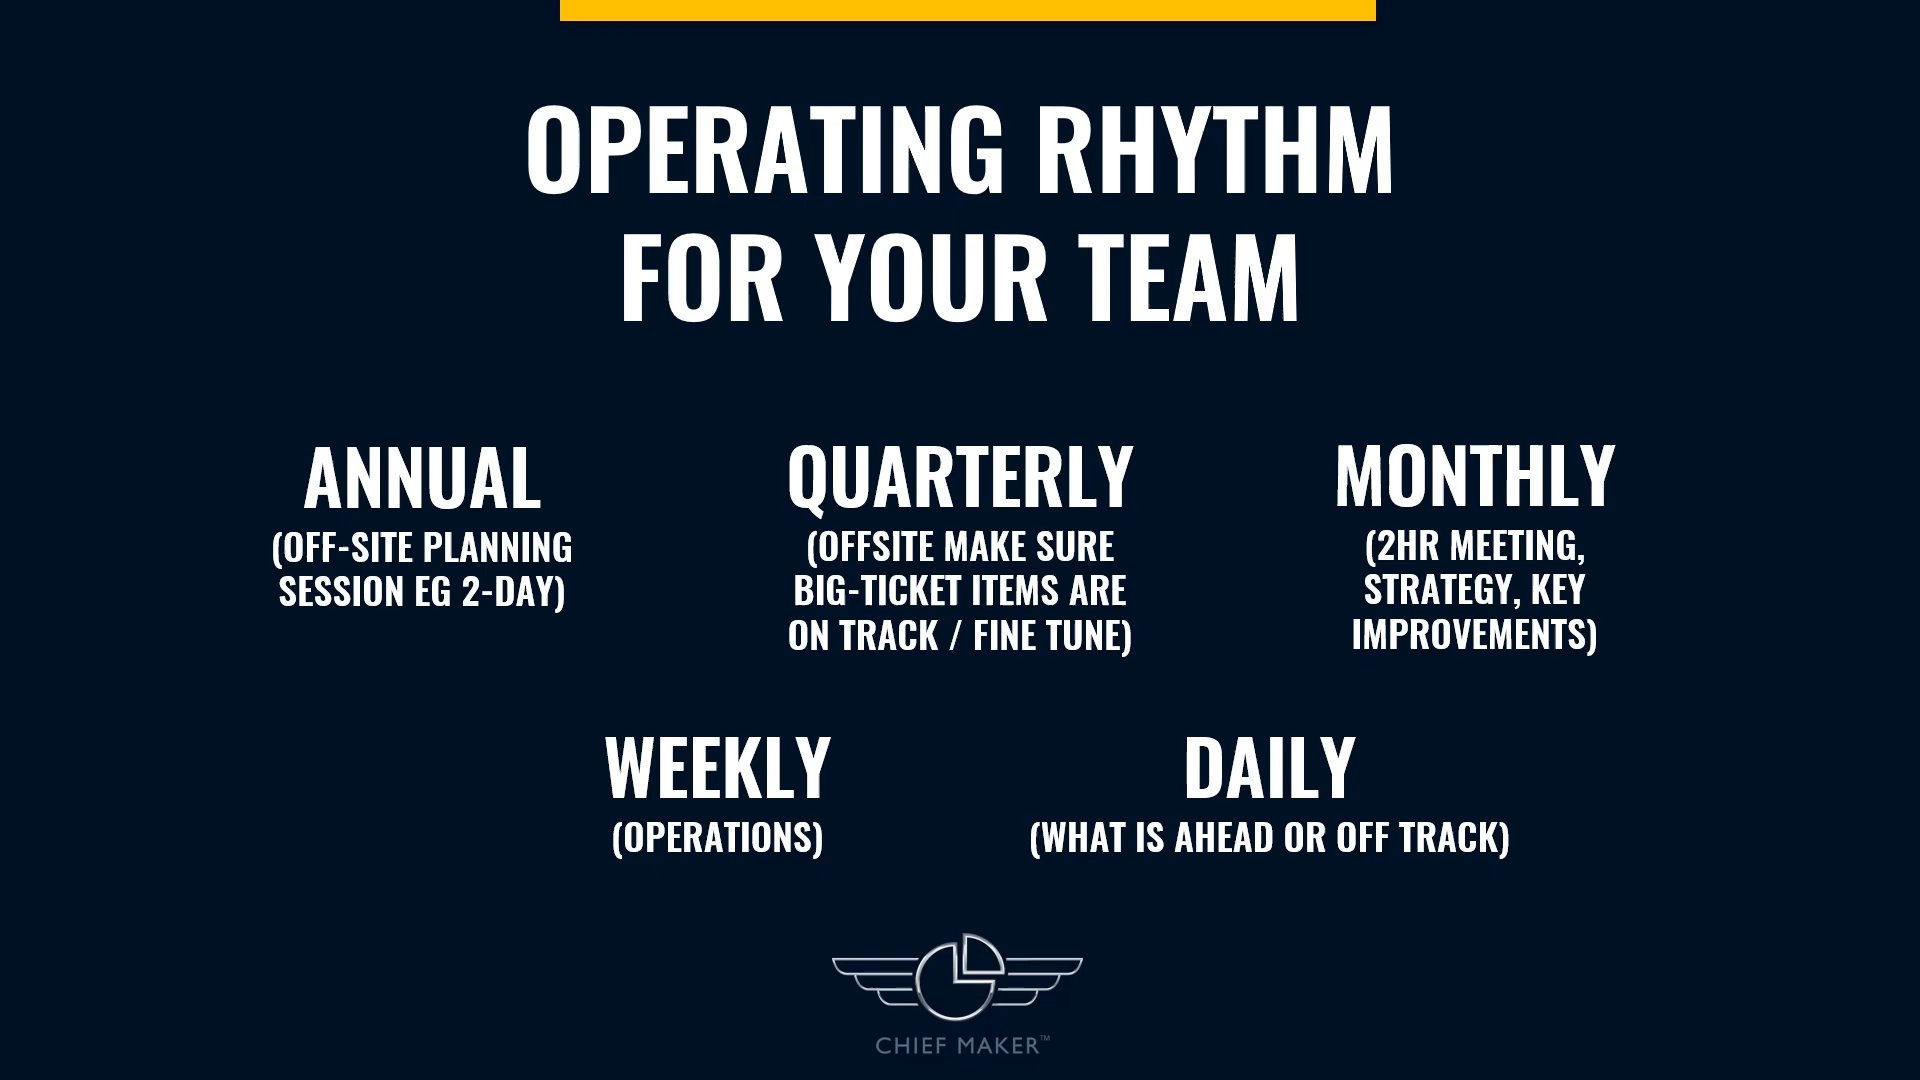 OPERATING RHYTHM
FOR YOUR TEAM
ANNUAL
(OFF-SITE PLANNING
SESSION EG 2-DAY)
QUARTERLY
(OFFSITE MAKE SURE
BIG-TICKET ITEMS ARE
ON TRACK / FINE TUNE)
MONTHLY
(2HR MEETING,
STRATEGY, KEY
IMPROVEMENTS)
WEEKLY
(OPERATIONS)
DAILY
(WHAT IS AHEAD OR OFF TRACK)
CHIEF MAKER™